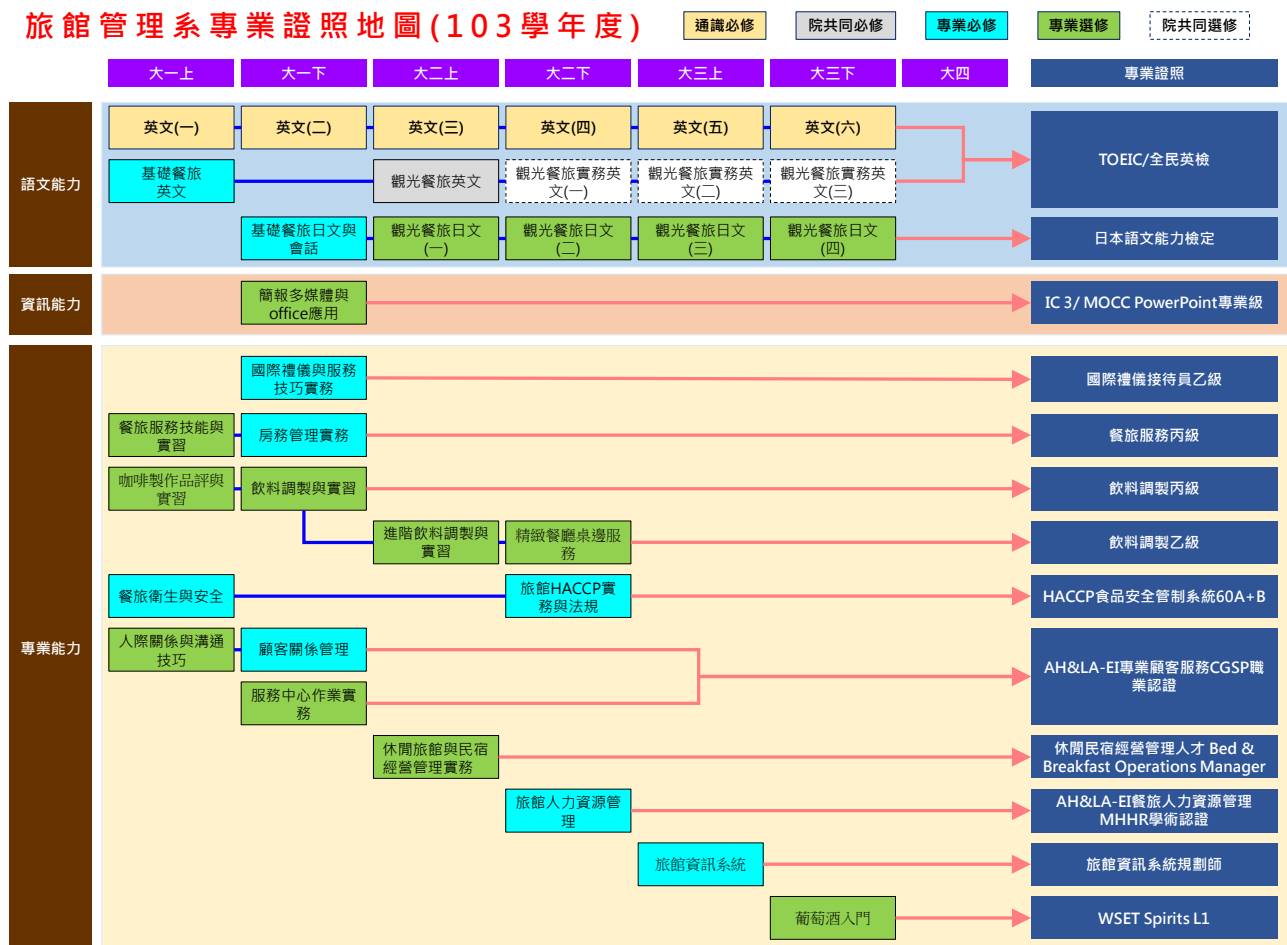 旅館管理系專業證照地圖(103學年度)
通識必修
院共同必修
專業必修
專業選修
院共同選修
大一上
大一下
大二上
大二下
大三上
大三下
大四
專業證照
語文能力
英文(一)
英文(二)
英文(三)
英文(四)
英文(五)
英文(六)
TOEIC/全民英檢
基礎餐旅
英文
觀光餐旅英文
觀光餐旅實務英
文(一)
觀光餐旅實務英
文(二)
觀光餐旅實務英
文(三)
基礎餐旅日文與
會話
觀光餐旅日文
(一)
觀光餐旅日文
(二)
觀光餐旅日文
(三)
觀光餐旅日文
(四)
日本語文能力檢定
資訊能力
簡報多媒體與
office應用
IC 3/ MOCC PowerPoint專業級
專業能力
國際禮儀與服務
技巧實務
國際禮儀接待員乙級
餐旅服務技能與
實習
房務管理實務
餐旅服務丙級
咖啡製作品評與
實習
飲料調製與實習
飲料調製丙級
進階飲料調製與
實習
精緻餐廳桌邊服
務
飲料調製乙級
餐旅衛生與安全
旅館HACCP實
務與法規
HACCP食品安全管制系統60A+B
人際關係與溝通
技巧
顧客關係管理
服務中心作業實
務
AH&LA-EI專業顧客服務CGSP職
業認證
休閒旅館與民宿
經營管理實務
休閒民宿經營管理人才 Bed &
Breakfast Operations Manager
旅館人力資源管
理
AH&LA-EI餐旅人力資源管理
MHHR學術認證
旅館資訊系統
旅館資訊系統規劃師
葡萄酒入門
WSET Spirits L1